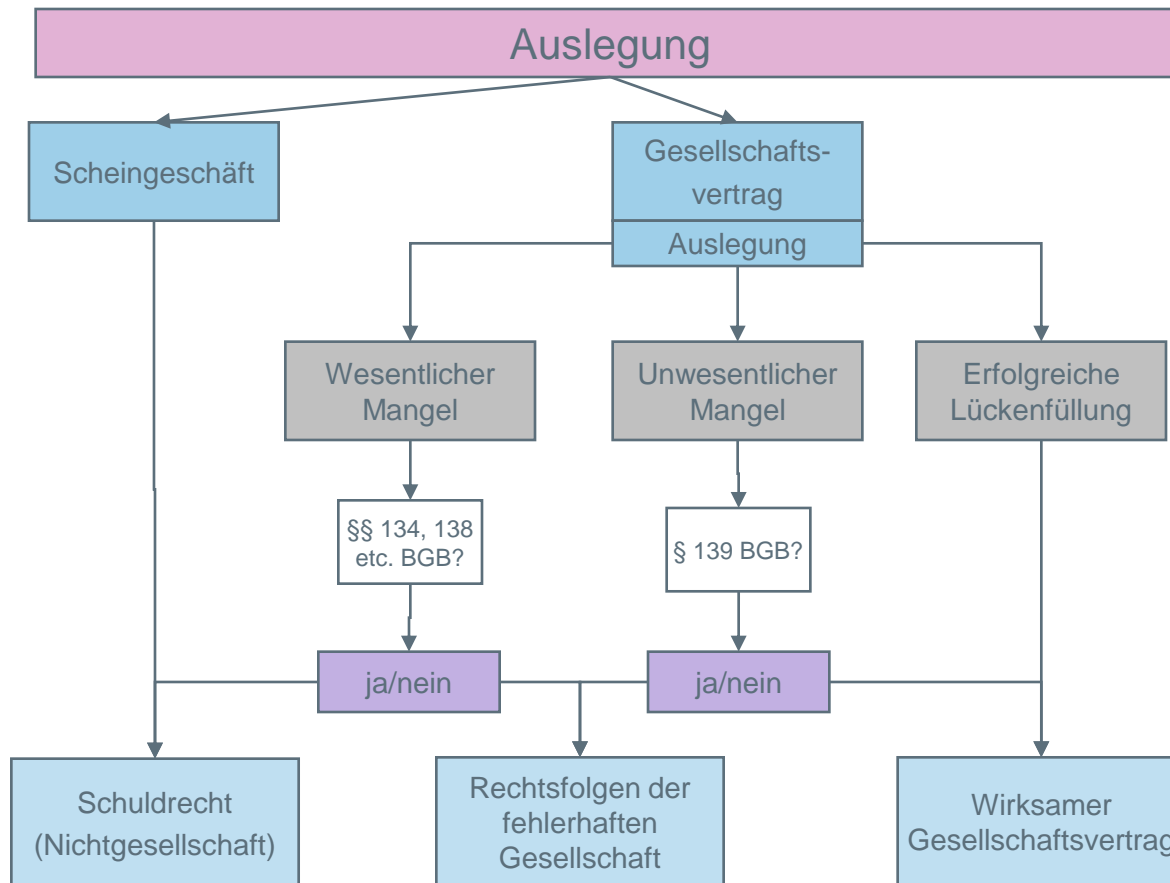 Auslegung
Scheingeschäft
Gesellschafts-
vertrag
Auslegung
Wesentlicher
Mangel
Unwesentlicher
Mangel
Erfolgreiche
Lückenfüllung
§§ 134, 138
etc. BGB?
§ 139 BGB?
ja/nein
ja/nein
Schuldrecht
(Nichtgesellschaft)
Rechtsfolgen der
fehlerhaften
Gesellschaft
Wirksamer
Gesellschaftsvertrag